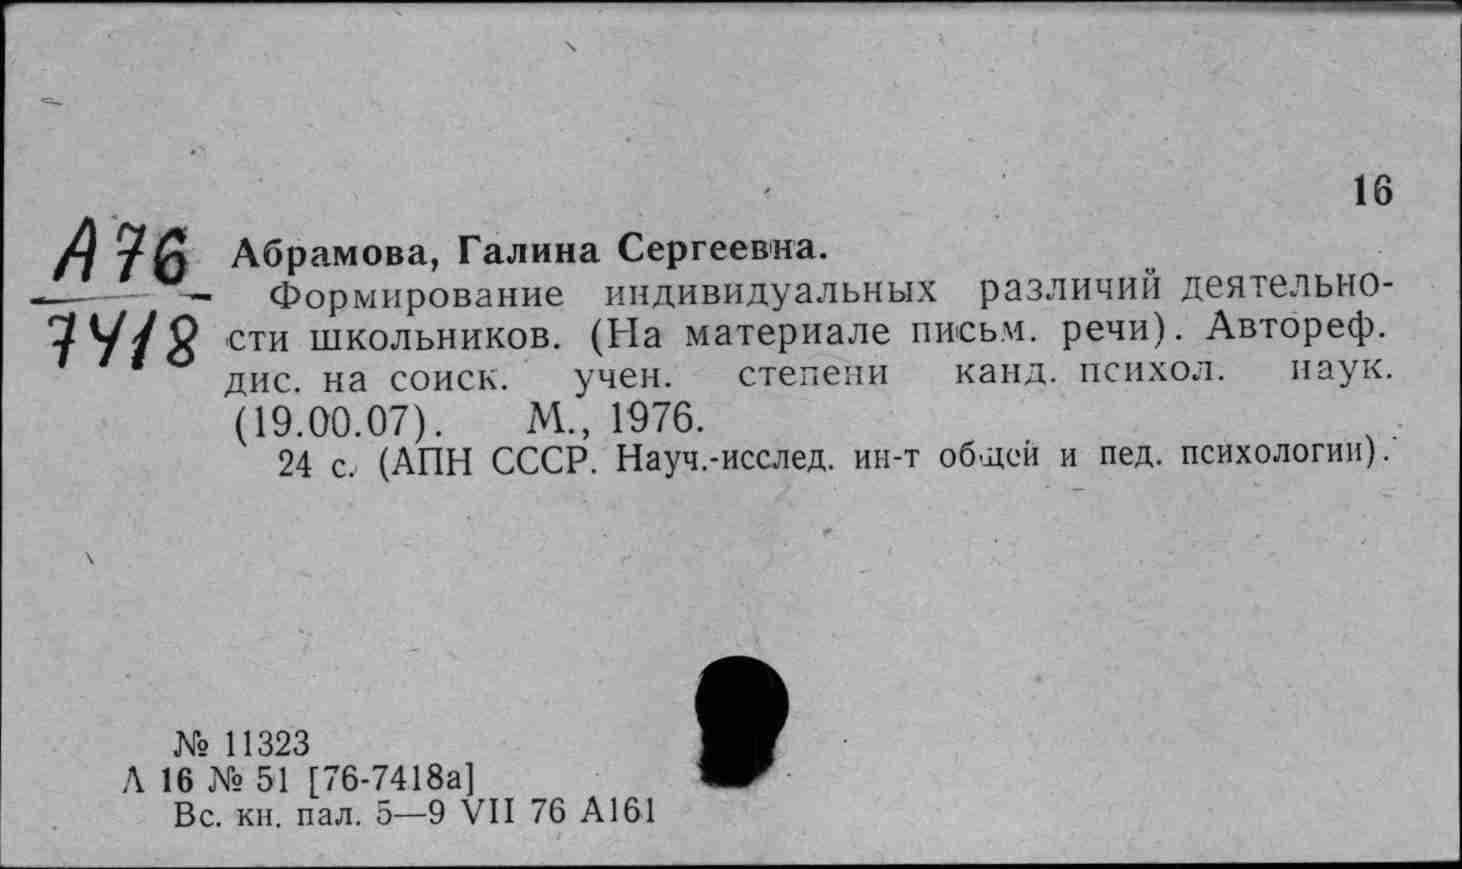 16
А76
7418
Абрамова, Галина Сергеевна.
Формирование индивидуальных различий деятельно-
сти школьников. (На материале письм. речи). Автореф.
дис. на соиск. учен. степени канд. психол. наук.
(19.00.07). М., 1976.
24 с. (АПН СССР. Науч.-исслед. ин-т общей и пед. психологии).
№ 11323
Л 16 № 51 [76-7418а]
Вс. кн. пал. 5—9 VII 76 А161